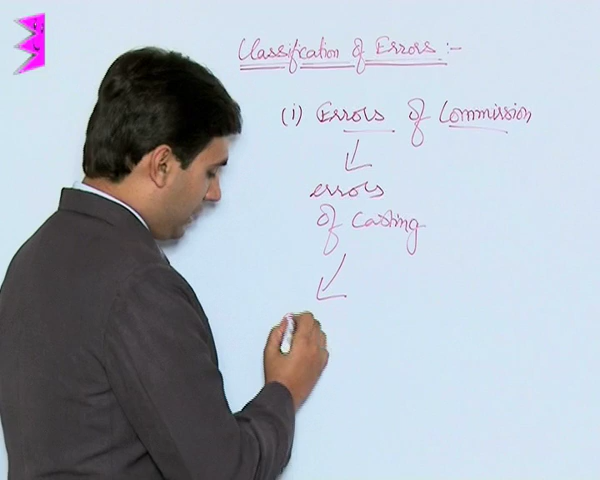 Classification of Errors :-
(i) Errors of Commission
errors
of Casting